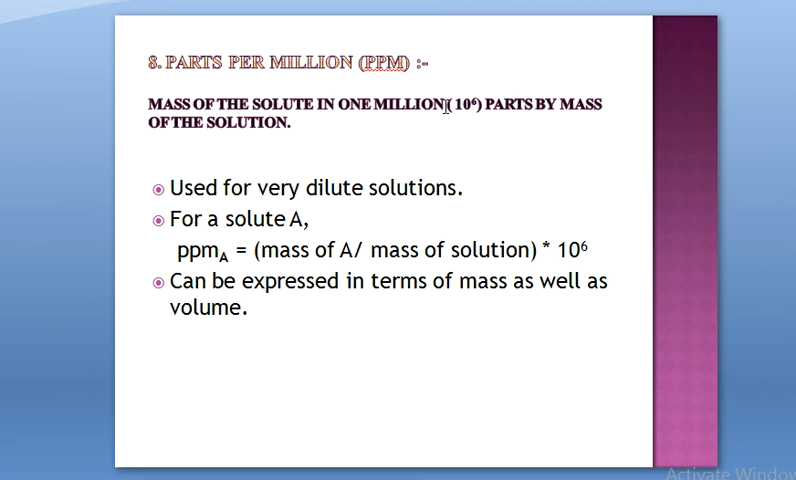 8. PARTS PER MILLION (PPM) :-
MASS OF THE SOLUTE IN ONE MILLION( 10⁶) PARTS BY MASS
OF THE SOLUTION.
Used for very dilute solutions.
For a solute A,
ppm_A = (mass of A/ mass of solution) * 10⁶
Can be expressed in terms of mass as well as
volume.
Activate Window